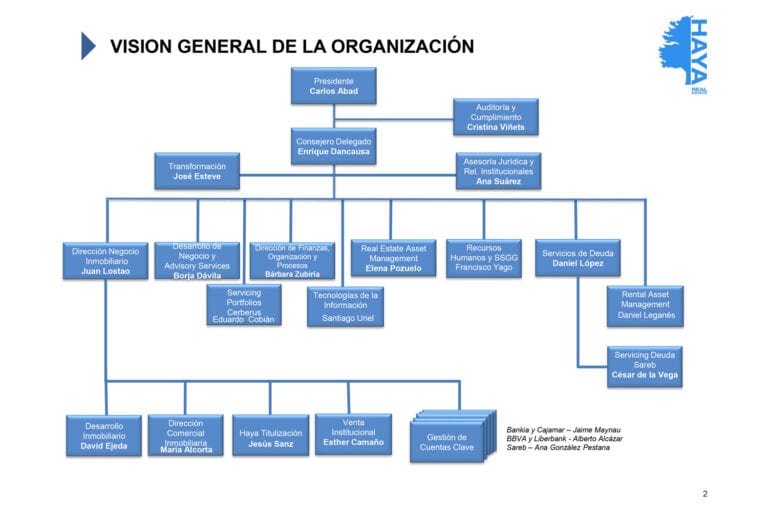 VISION GENERAL DE LA ORGANIZACIÓN
HAYA
REAL
ESTATE
Presidente
Carlos Abad
Auditoría y
Cumplimiento
Cristina Viñets
Consejero Delegado
Enrique Dancausa
Transformación
José Esteve
Asesoría Jurídica y
Rel. Institucionales
Ana Suárez
Dirección Negocio
Inmobiliario
Juan Lostao
Desarrollo de
Negocio y
Advisory Services
Borja Dávila
Dirección de Finanzas,
Organización y
Procesos
Bárbara Zubiría
Real Estate Asset
Management
Elena Pozuelo
Recursos
Humanos y SSGG
Francisco Yago
Servicios de Deuda
Daniel López
Servicing
Portfolios
Cerberus
Eduardo Cobián
Tecnologías de la
Información
Santiago Uriel
Rental Asset
Management
Daniel Leganés
Servicing Deuda
Sareb
César de la Vega
Desarrollo
Inmobiliario
David Ejeda
Dirección
Comercial
Inmobiliaria
María Alcorta
Haya Titulización
Jesús Sanz
Venta
Institucional
Esther Camaño
Gestión de
Cuentas Clave
Bankia y Cajamar – Jaime Maynau
BBVA y Liberbank - Alberto Alcázar
Sareb – Ana González Pestana
2